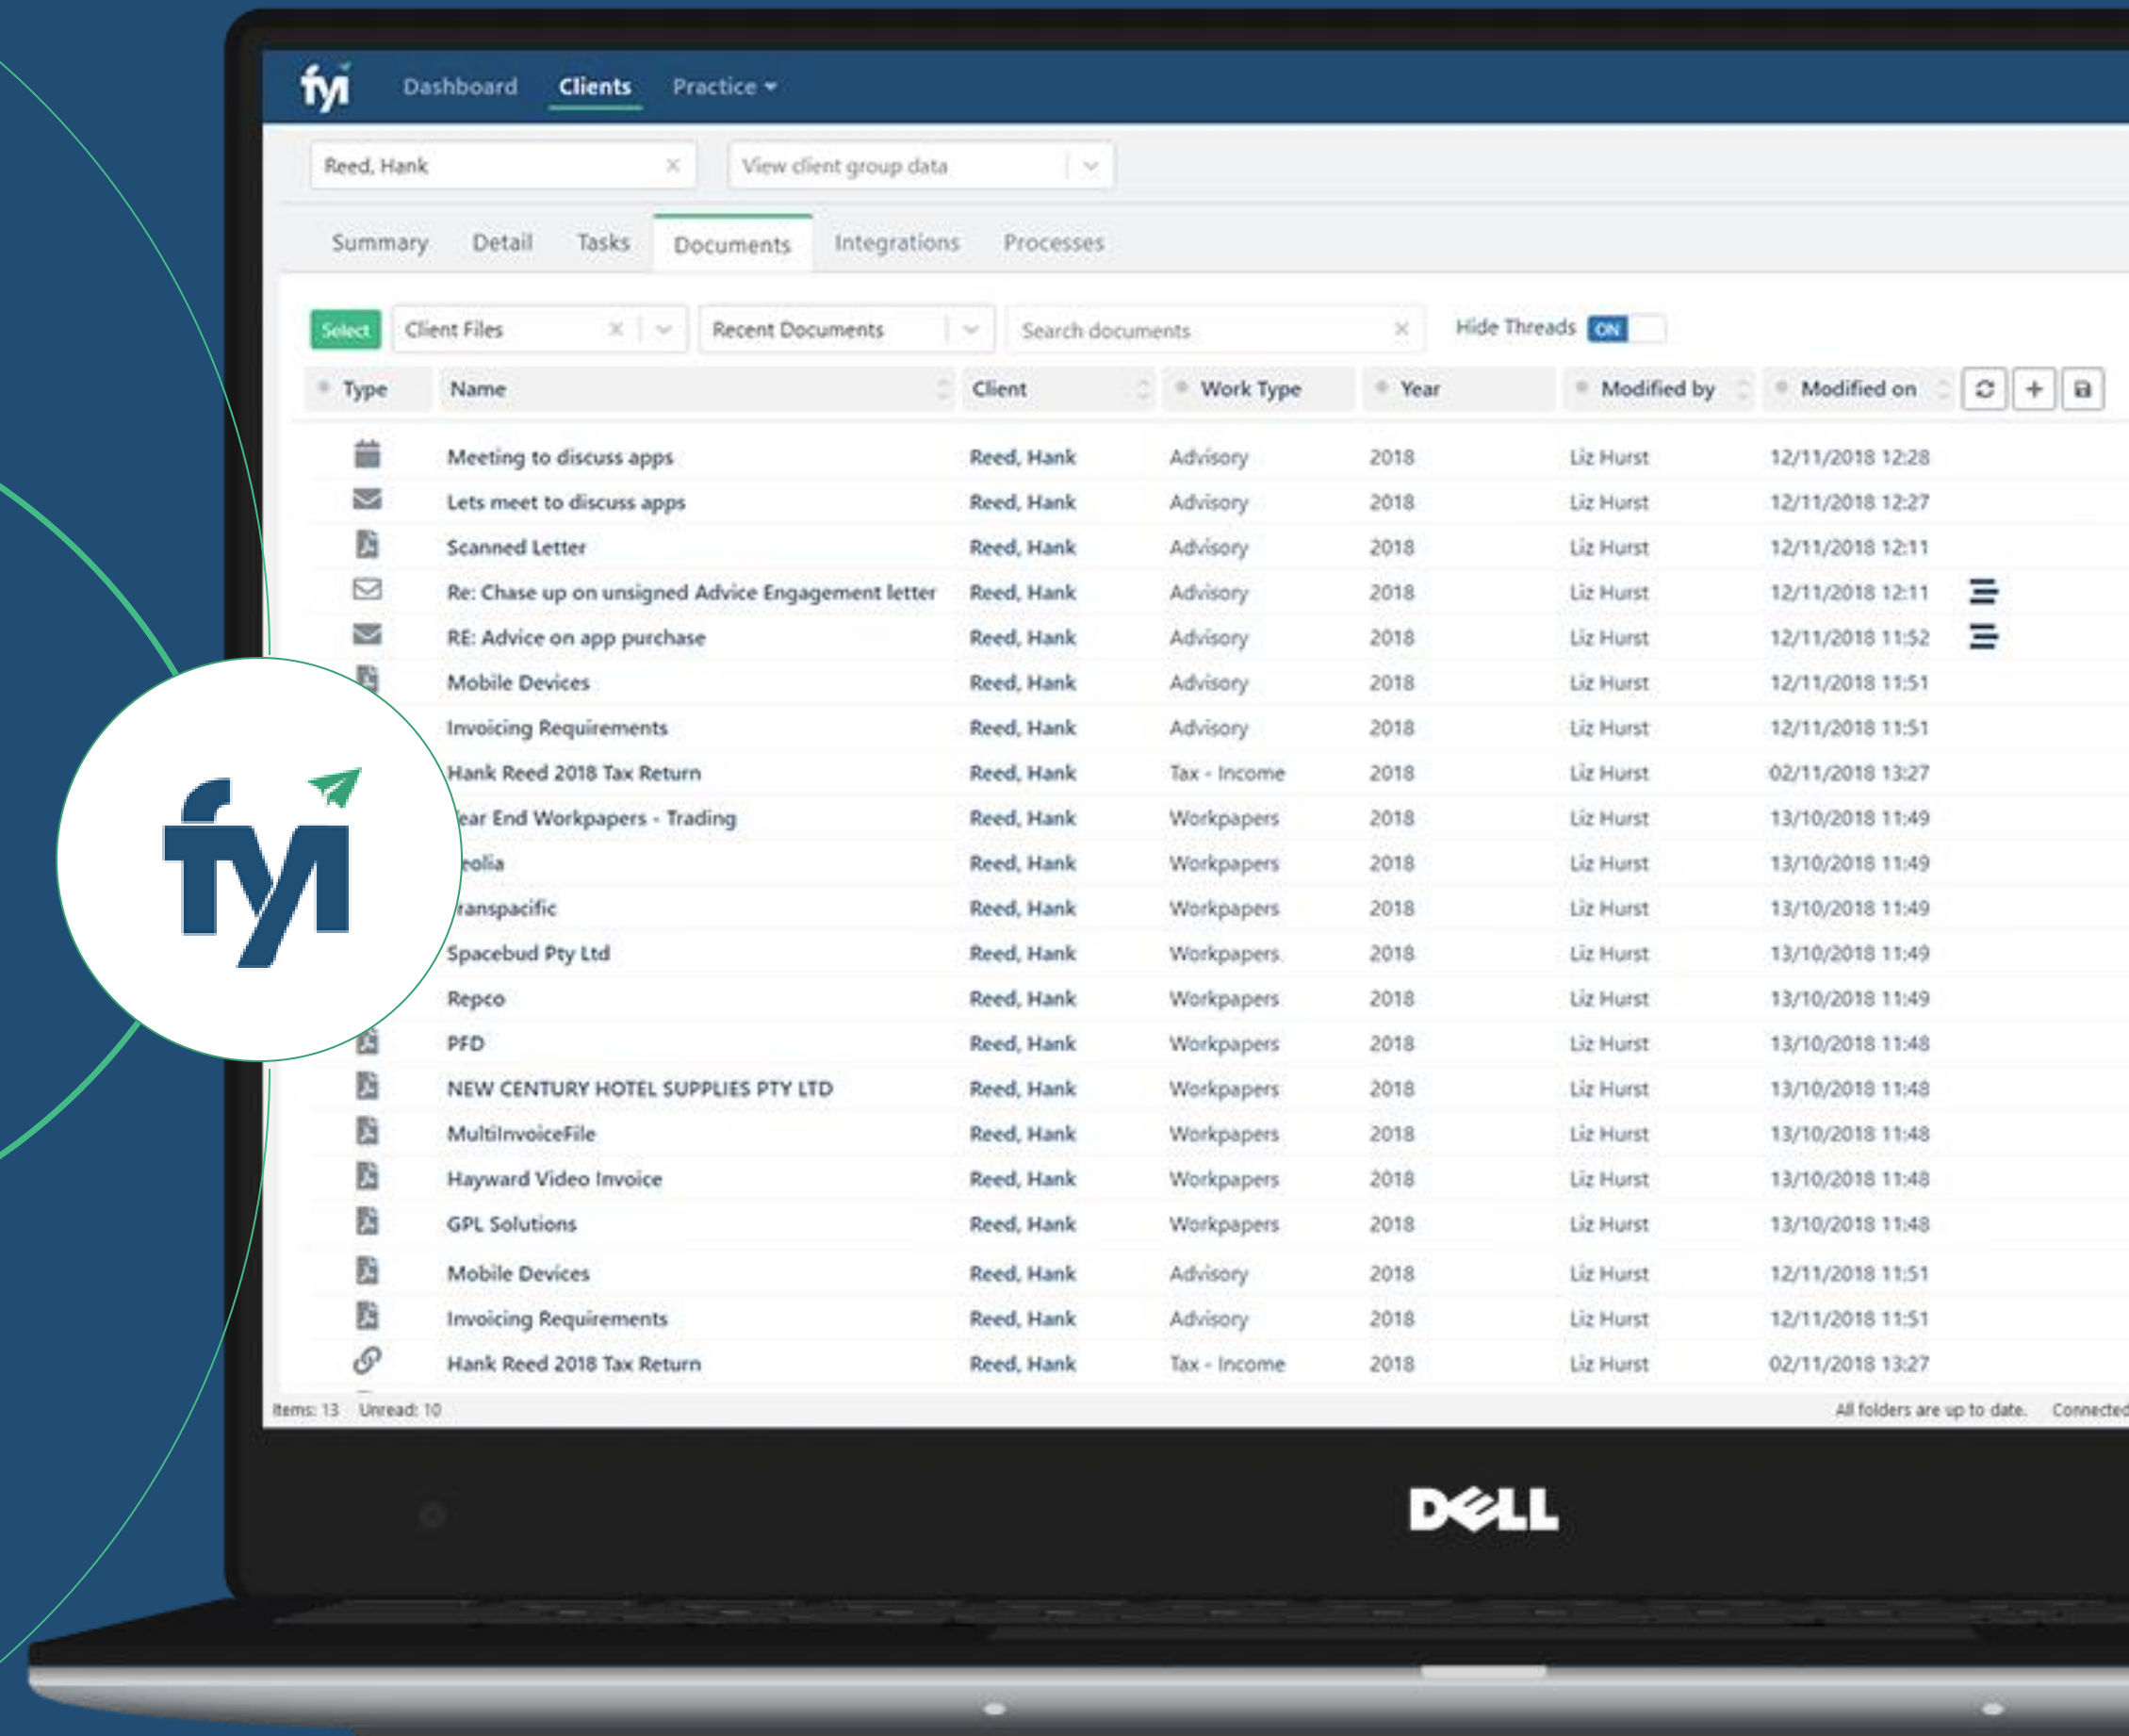 fyi Dashboard Clients Practice
Reed, Hank View client group data
Summary Detail Tasks Documents Integrations Processes
Select Client Files Recent Documents Search documents Hide Threads ON
Type Name Client Work Type Year Modified by Modified on
Meeting to discuss apps Reed, Hank Advisory 2018 Liz Hurst 12/11/2018 12:28
Lets meet to discuss apps Reed, Hank Advisory 2018 Liz Hurst 12/11/2018 12:27
Scanned Letter Reed, Hank Advisory 2018 Liz Hurst 12/11/2018 12:11
Re: Chase up on unsigned Advice Engagement letter Reed, Hank Advisory 2018 Liz Hurst 12/11/2018 12:11
RE: Advice on app purchase Reed, Hank Advisory 2018 Liz Hurst 12/11/2018 11:52
Mobile Devices Reed, Hank Advisory 2018 Liz Hurst 12/11/2018 11:51
Invoicing Requirements Reed, Hank Advisory 2018 Liz Hurst 12/11/2018 11:51
Hank Reed 2018 Tax Return Reed, Hank Tax - Income 2018 Liz Hurst 02/11/2018 13:27
ear End Workpapers - Trading Reed, Hank Workpapers 2018 Liz Hurst 13/10/2018 11:49
eolia Reed, Hank Workpapers 2018 Liz Hurst 13/10/2018 11:49
ranspacific Reed, Hank Workpapers 2018 Liz Hurst 13/10/2018 11:49
Spacebud Pty Ltd Reed, Hank Workpapers 2018 Liz Hurst 13/10/2018 11:49
Repco Reed, Hank Workpapers 2018 Liz Hurst 13/10/2018 11:49
PFD Reed, Hank Workpapers 2018 Liz Hurst 13/10/2018 11:48
NEW CENTURY HOTEL SUPPLIES PTY LTD Reed, Hank Workpapers 2018 Liz Hurst 13/10/2018 11:48
MultiInvoiceFile Reed, Hank Workpapers 2018 Liz Hurst 13/10/2018 11:48
Hayward Video Invoice Reed, Hank Workpapers 2018 Liz Hurst 13/10/2018 11:48
GPL Solutions Reed, Hank Workpapers 2018 Liz Hurst 13/10/2018 11:48
Mobile Devices Reed, Hank Advisory 2018 Liz Hurst 12/11/2018 11:51
Invoicing Requirements Reed, Hank Advisory 2018 Liz Hurst 12/11/2018 11:51
Hank Reed 2018 Tax Return Reed, Hank Tax - Income 2018 Liz Hurst 02/11/2018 13:27
Items: 13 Unread: 10 All folders are up to date. Connected
fyi
DELL